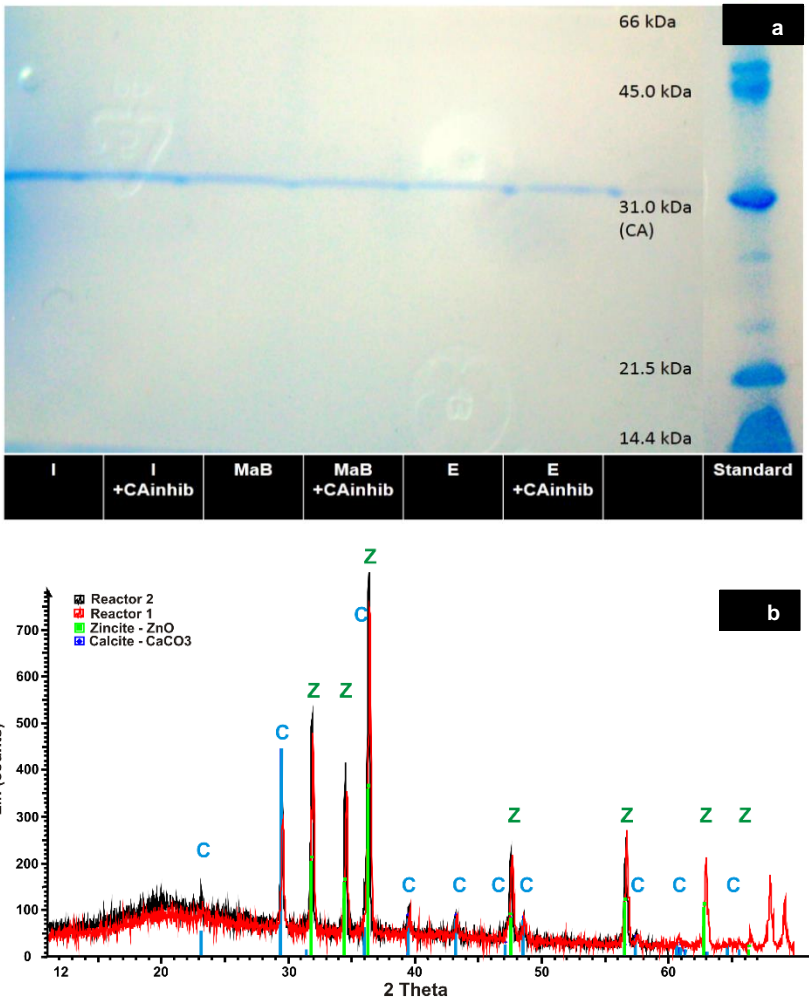 66 kDa
a
45.0 kDa
31.0 kDa
(CA)
21.5 kDa
14.4 kDa
I
I
+CAinhib
MaB
MaB
+CAinhib
E
E
+CAinhib
Standard
b
Reactor 2
Reactor 1
Zincite - ZnO
Calcite - CaCO3
Z
C
Z
Z
C
C
Z
Z
Z
Z
C
C
C
C
C
C
C
700
600
500
400
300
200
100
0
12
20
30
40
50
60
2 Theta